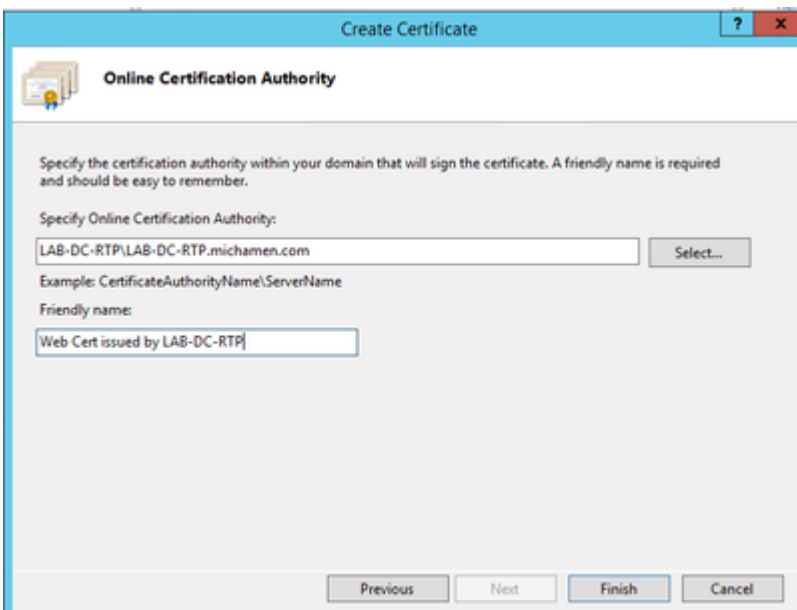 Create Certificate
?
x
Online Certification Authority
Specify the certification authority within your domain that will sign the certificate. A friendly name is required
and should be easy to remember.
Specify Online Certification Authority:
LAB-DC-RTP\LAB-DC-RTP.michamen.com
Select...
Example: CertificateAuthorityName\ServerName
Friendly name:
Web Cert issued by LAB-DC-RTP
Previous
Next
Finish
Cancel